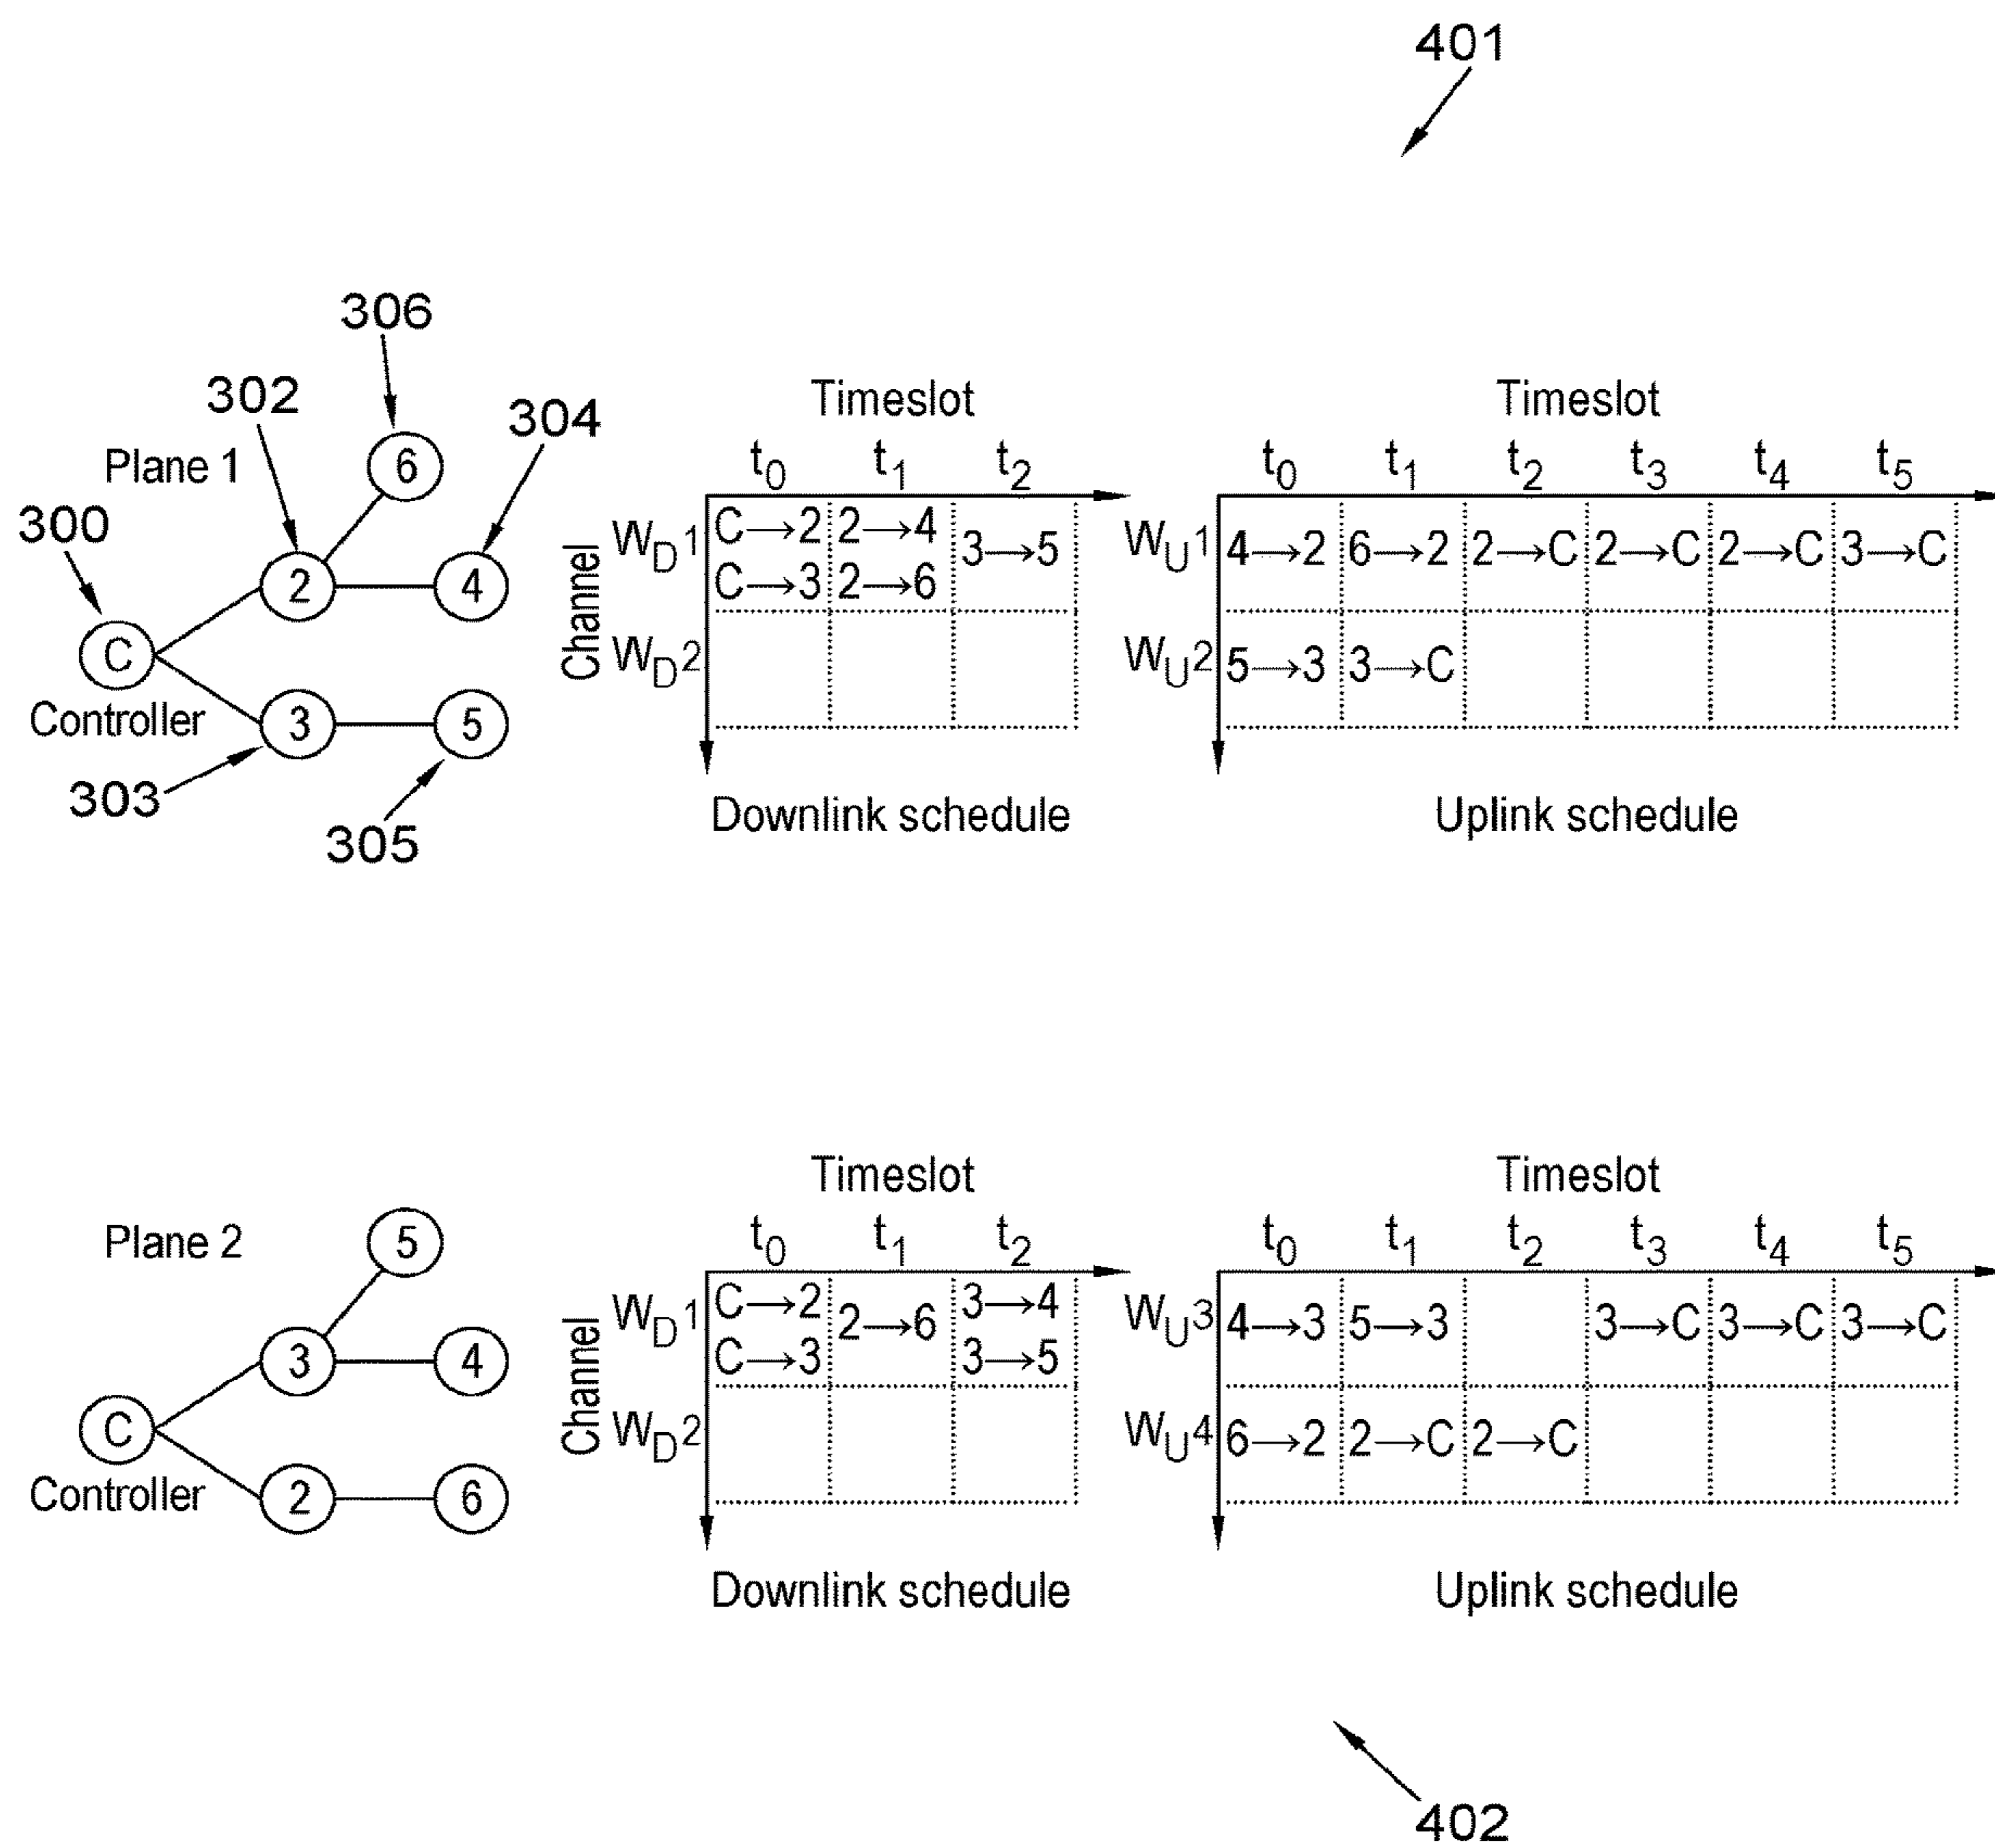 401
306
302
304
Plane 1
6
300
2
4
C
Controller
3
5
303
305
Timeslot
t0 t1 t2
Channel
WD1 C→2 2→4 3→5
C→3 2→6
WD2
Downlink schedule
Timeslot
t0 t1 t2 t3 t4 t5
WU1 4→2 6→2 2→C 2→C 2→C 3→C
WU2 5→3 3→C
Uplink schedule
Plane 2
5
3
4
C
Controller
2
6
Timeslot
t0 t1 t2
Channel
WD1 C→2 2→6 3→4
C→3 3→5
WD2
Downlink schedule
Timeslot
t0 t1 t2 t3 t4 t5
WU3 4→3 5→3 3→C 3→C 3→C
WU4 6→2 2→C 2→C
Uplink schedule
402